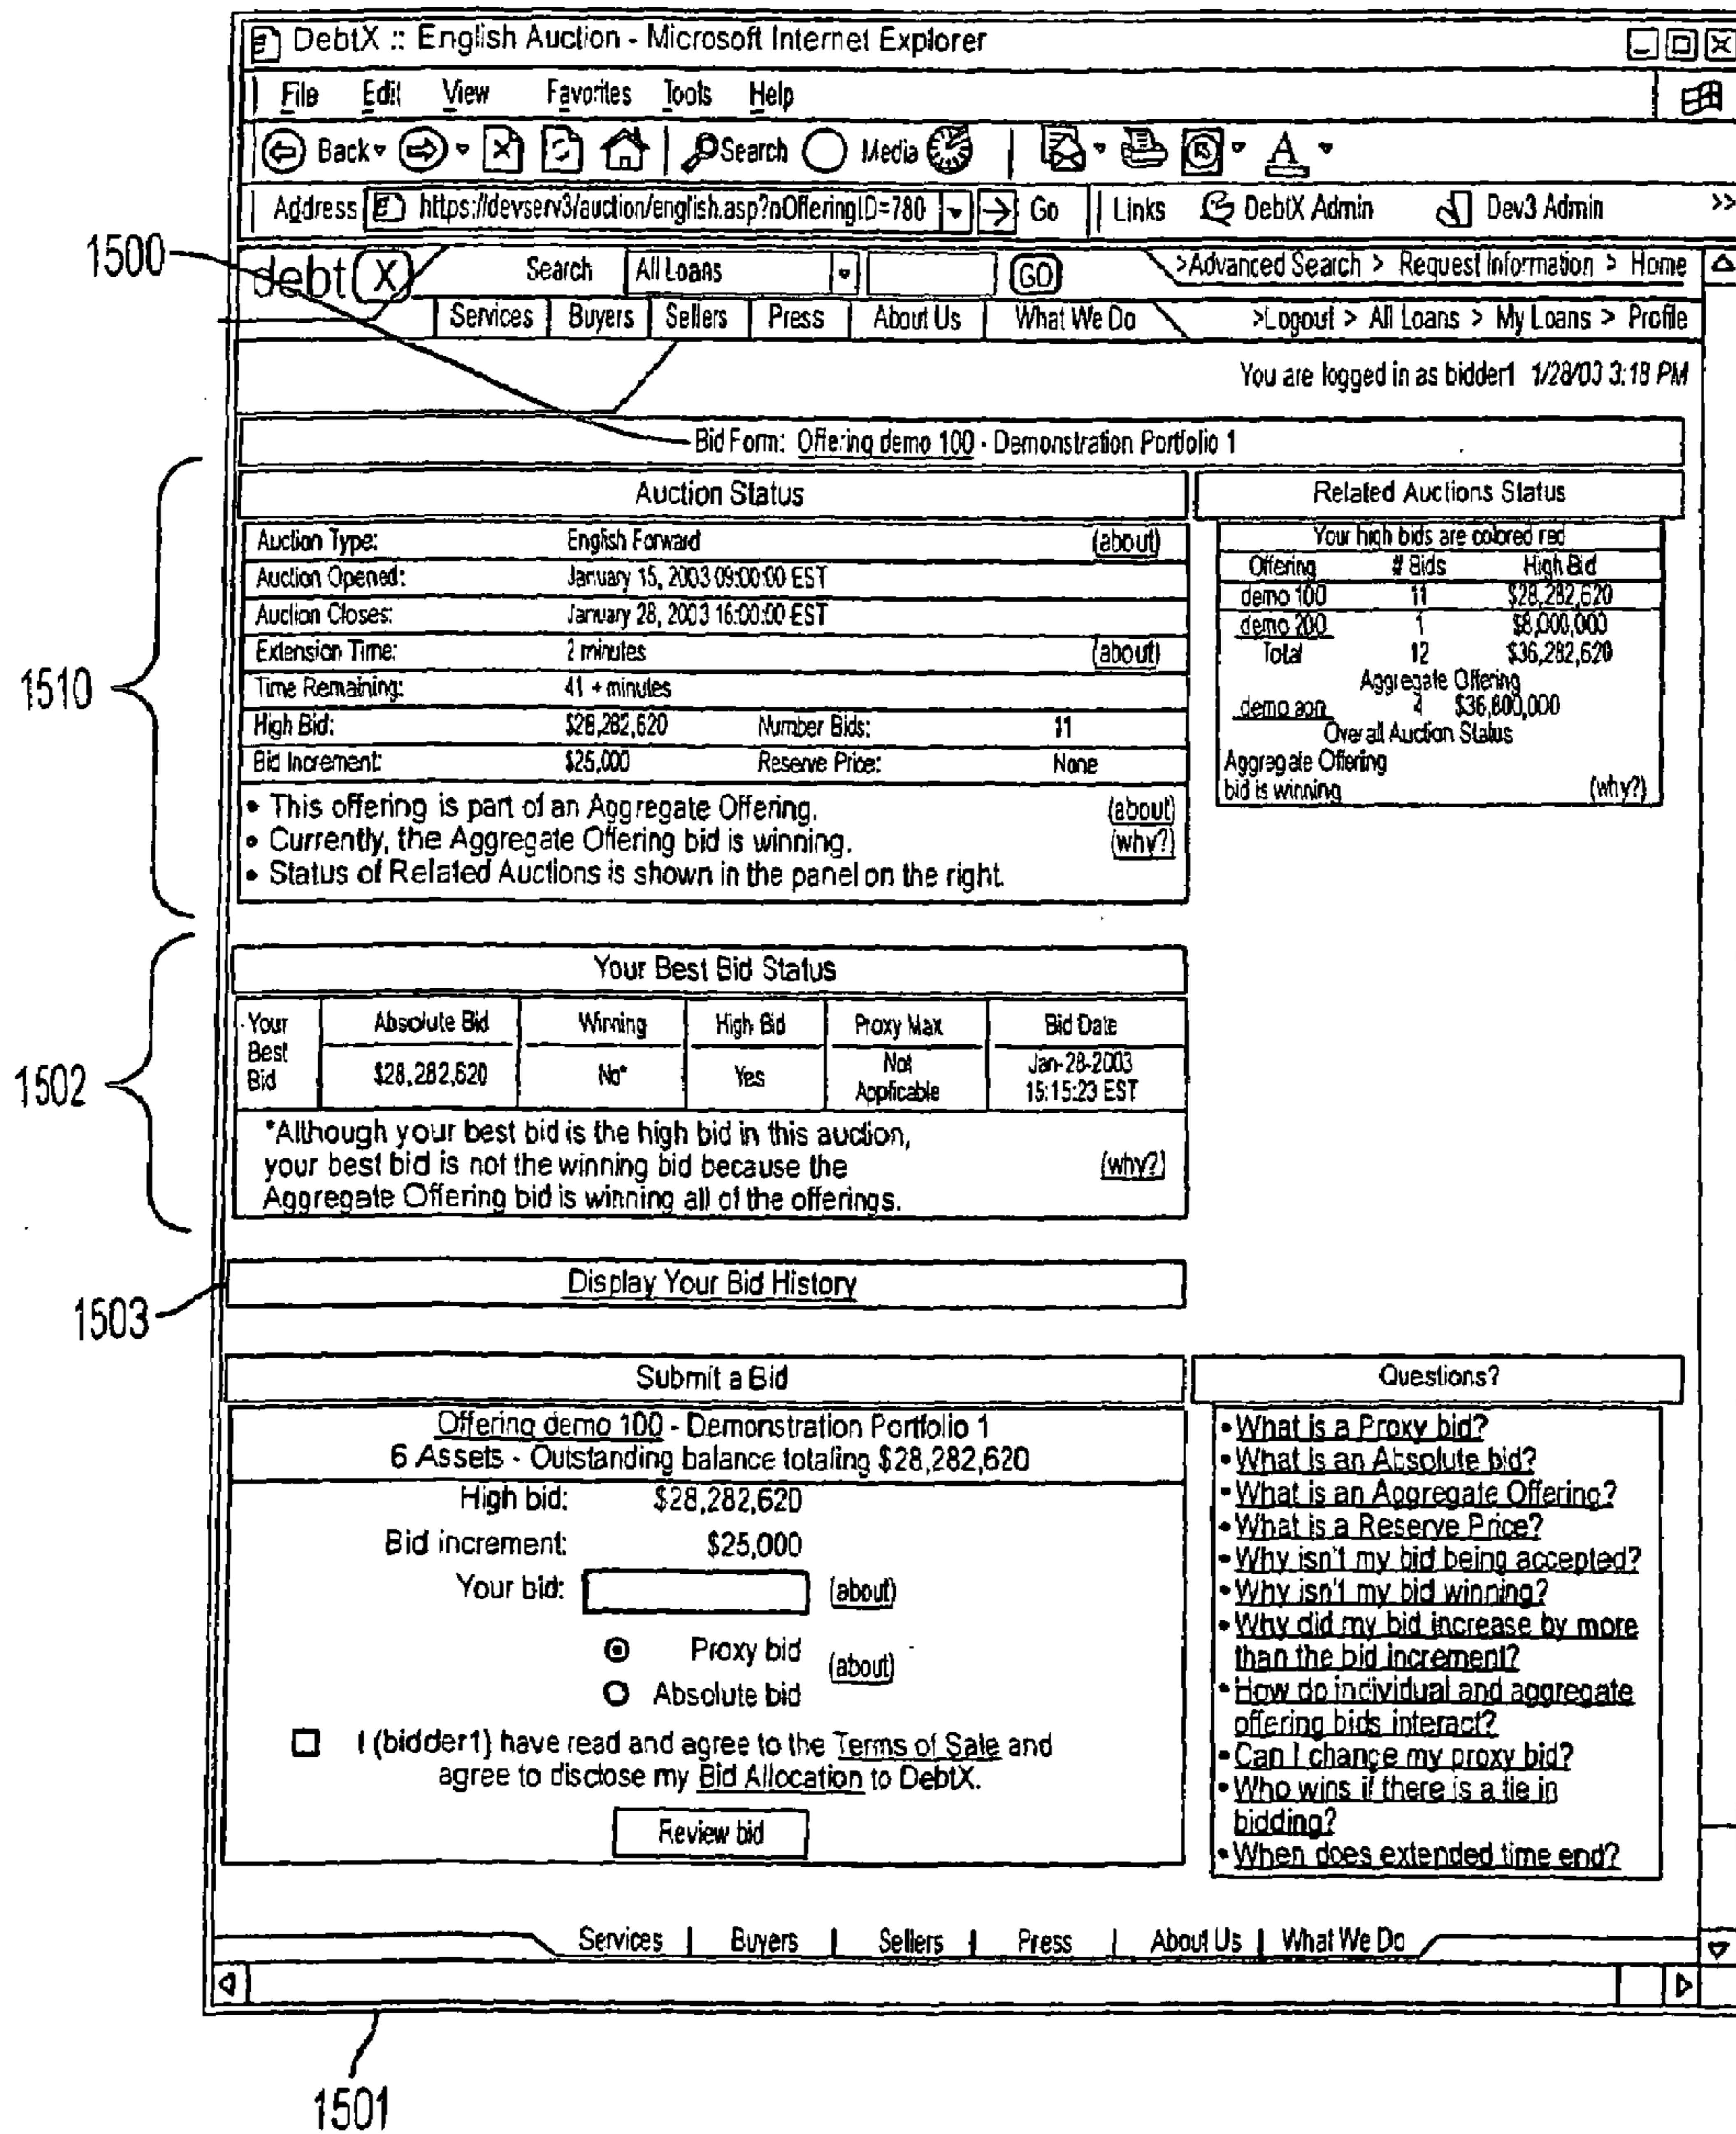 DebtX :: English Auction - Microsoft Internet Explorer
File Edit View Favorites Tools Help
Back Search Media
Address https://devserv3/auction/english.asp?nOfferingID=780 Go Links DebtX Admin Dev3 Admin >>
1500
debt X Search All Loans GO >Advanced Search > Request Information > Home
Services Buyers Sellers Press About Us What We Do >Logout > All Loans > My Loans > Profile
You are logged in as bidder1 1/28/03 3:18 PM
Bid Form: Offering demo 100 - Demonstration Portfolio 1
1510
Auction Status
Auction Type: English Forward (about)
Auction Opened: January 15, 2003 09:00:00 EST
Auction Closes: January 28, 2003 16:00:00 EST
Extension Time: 2 minutes (about)
Time Remaining: 41 + minutes
High Bid: $28,282,620 Number Bids: 11
Bid Increment: $25,000 Reserve Price: None
• This offering is part of an Aggregate Offering. (about)
• Currently, the Aggregate Offering bid is winning. (why?)
• Status of Related Auctions is shown in the panel on the right.
Related Auctions Status
Your high bids are colored red
Offering # Bids High Bid
demo 100 11 $28,282,620
demo 200 1 $8,000,000
Total 12 $36,282,620
Aggregate Offering
demo 4 $36,800,000
Overall Auction Status
Aggregate Offering
bid is winning (why?)
1502
Your Best Bid Status
Your Best Bid Absolute Bid Winning High Bid Proxy Max Bid Date
$28,282,620 No* Yes Not Applicable Jan-28-2003 15:15:23 EST
*Although your best bid is the high bid in this auction,
your best bid is not the winning bid because the (why?)
Aggregate Offering bid is winning all of the offerings.
1503
Display Your Bid History
Submit a Bid
Offering demo 100 - Demonstration Portfolio 1
6 Assets - Outstanding balance totaling $28,282,620
High bid: $28,282,620
Bid increment: $25,000
Your bid: (about)
Proxy bid (about)
Absolute bid
I (bidder1) have read and agree to the Terms of Sale and
agree to disclose my Bid Allocation to DebtX.
Review bid
Questions?
• What is a Proxy bid?
• What is an Absolute bid?
• What is an Aggregate Offering?
• What is a Reserve Price?
• Why isn't my bid being accepted?
• Why isn't my bid winning?
• Why did my bid increase by more
than the bid increment?
• How do individual and aggregate
offering bids interact?
• Can I change my proxy bid?
• Who wins if there is a tie in
bidding?
• When does extended time end?
Services | Buyers | Sellers | Press | About Us | What We Do
1501